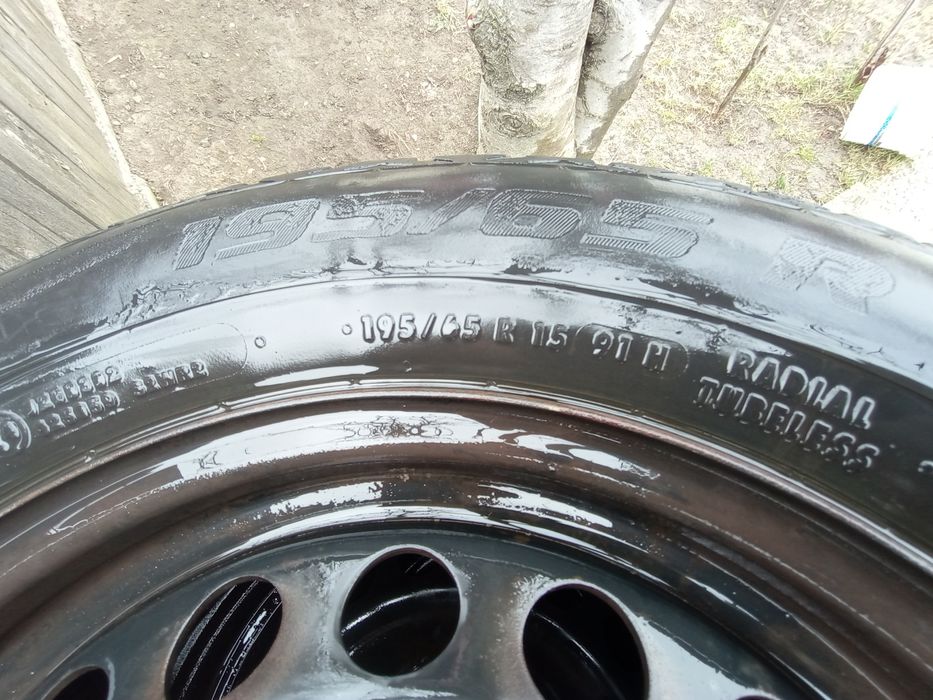 195/65 R
195/65 R 15 91 H
RADIAL
TUBELESS